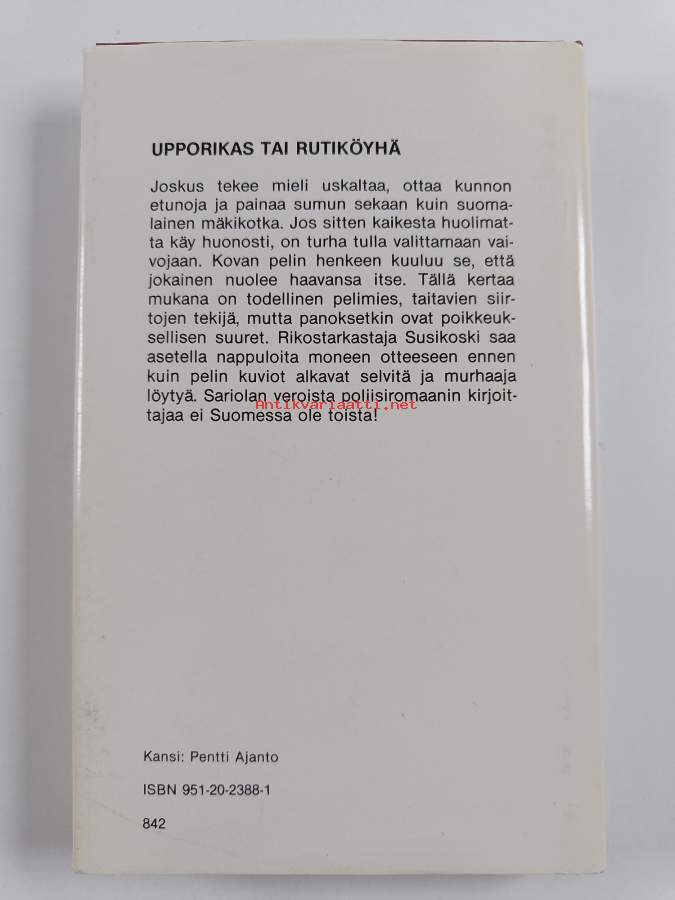 UPPORIKAS TAI RUTIKÖYHÄ
Joskus tekee mieli uskaltaa, ottaa kunnon
etunoja ja painaa sumun sekaan kuin suoma-
lainen mäkikotka. Jos sitten kaikesta huolimat-
ta käy huonosti, on turha tulla valittamaan vai-
vojaan. Kovan pelin henkeen kuuluu se, että
jokainen nuolee haavansa itse. Tällä kertaa
mukana on todellinen pelimies, taitavien siir-
tojen tekijä, mutta panoksetkin ovat poikkeuk-
sellisen suuret. Rikostarkastaja Susikoski saa
asetella nappuloita moneen otteeseen ennen
kuin pelin kuviot alkavat selvitä ja murhaaja
löytyä. Sariolan veroista poliisiromaanin kirjoit-
tajaa ei Suomessa ole toista!
Antikvariaatti.net
Kansi: Pentti Ajanto
ISBN 951-20-2388-1
842